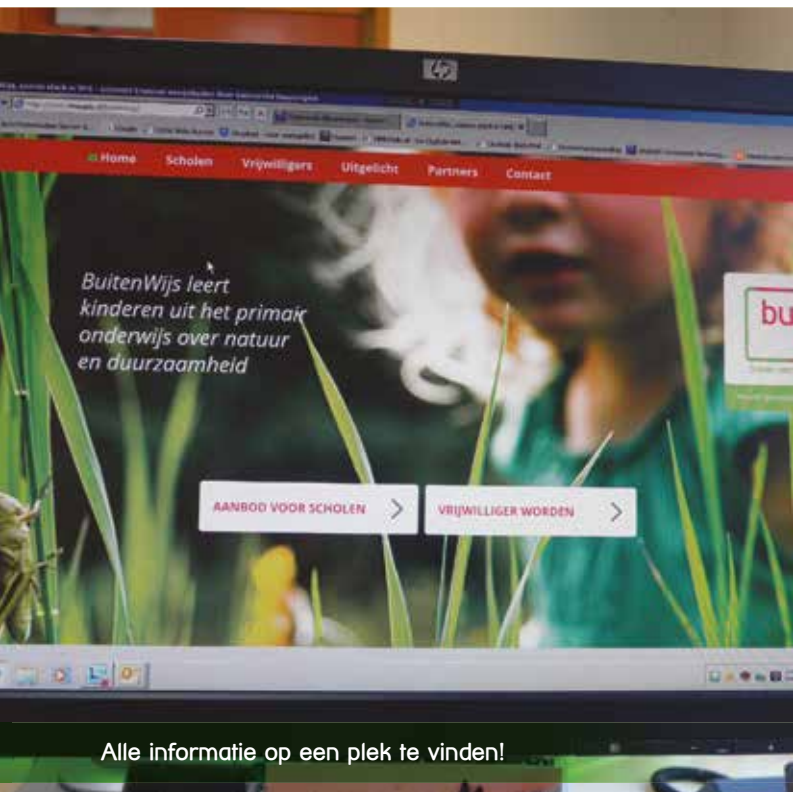 hp
Home Scholen Vrijwilligers Uitgelicht Partners Contact
BuitenWijs leert
kinderen uit het primair
onderwijs over natuur
en duurzaamheid
bu
AANBOD VOOR SCHOLEN
VRIJWILLIGER WORDEN
Alle informatie op een plek te vinden!